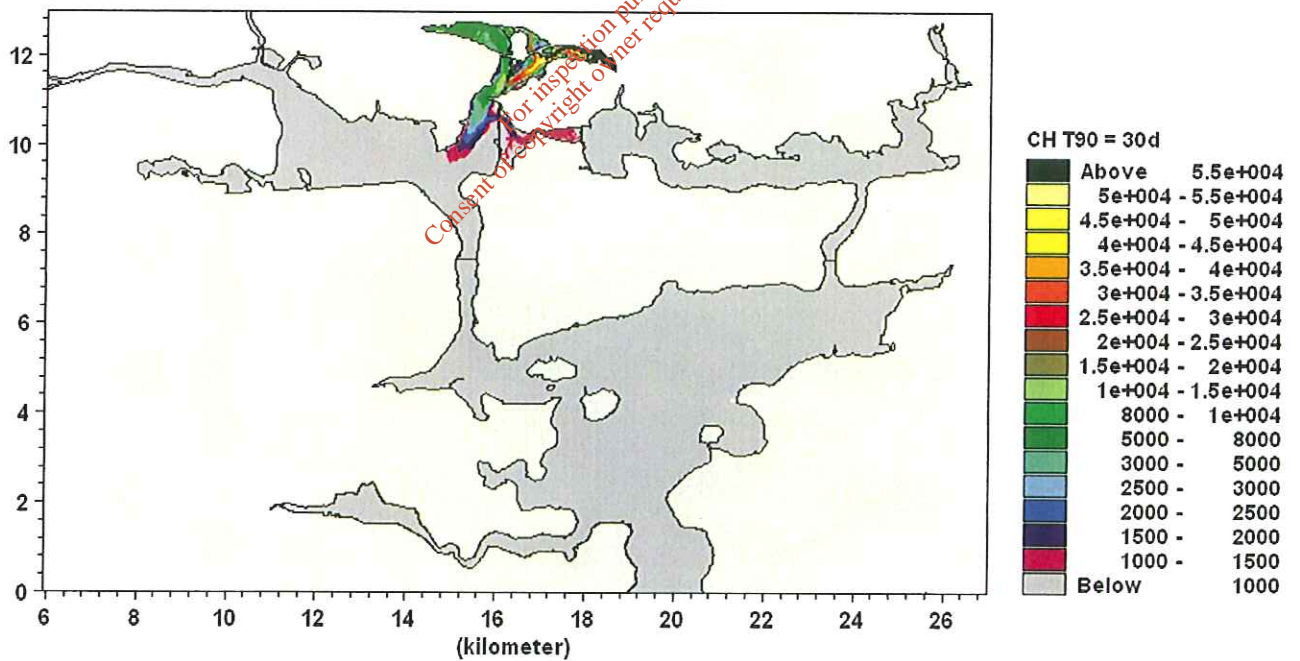 For inspection pu
Consent of copyright owner requ
12
10
8
6
4
2
0
6 8 10 12 14 16 18 20 22 24 26
(kilometer)
CH T90 = 30d
Above 5.5e+004
5e+004 - 5.5e+004
4.5e+004 - 5e+004
4e+004 - 4.5e+004
3.5e+004 - 4e+004
3e+004 - 3.5e+004
2.5e+004 - 3e+004
2e+004 - 2.5e+004
1.5e+004 - 2e+004
1e+004 - 1.5e+004
8000 - 1e+004
5000 - 8000
3000 - 5000
2500 - 3000
2000 - 2500
1500 - 2000
1000 - 1500
Below 1000